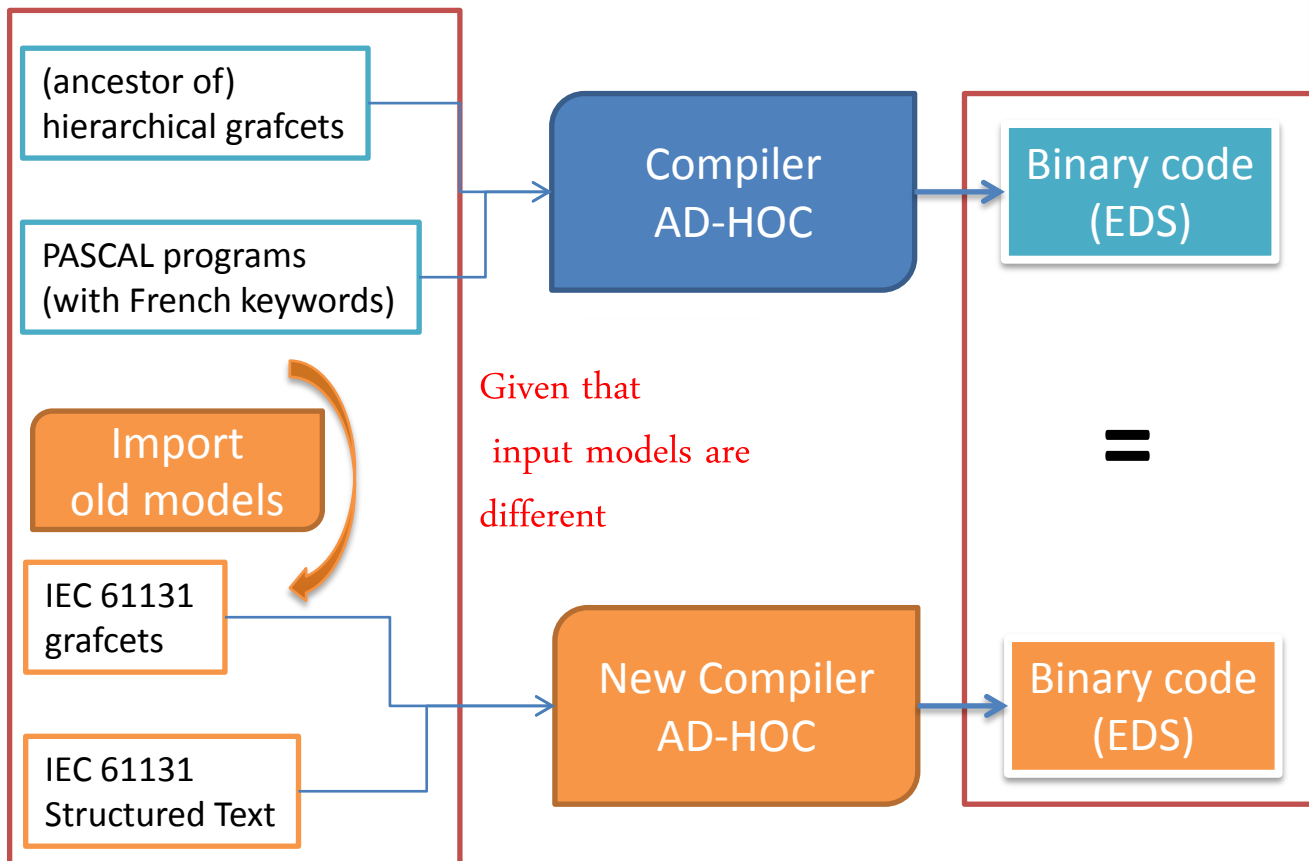 (ancestor of)
hierarchical grafcets
Compiler
AD-HOC
Binary code
(EDS)
PASCAL programs
(with French keywords)
Given that
input models are
different
Import
old models
=
IEC 61131
grafcets
New Compiler
AD-HOC
Binary code
(EDS)
IEC 61131
Structured Text